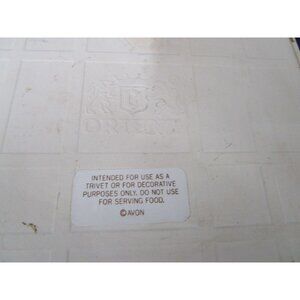 ORIENT
INTENDED FOR USE AS A
TRIVET OR FOR DECORATIVE
PURPOSES ONLY. DO NOT USE
FOR SERVING FOOD.
©AVON